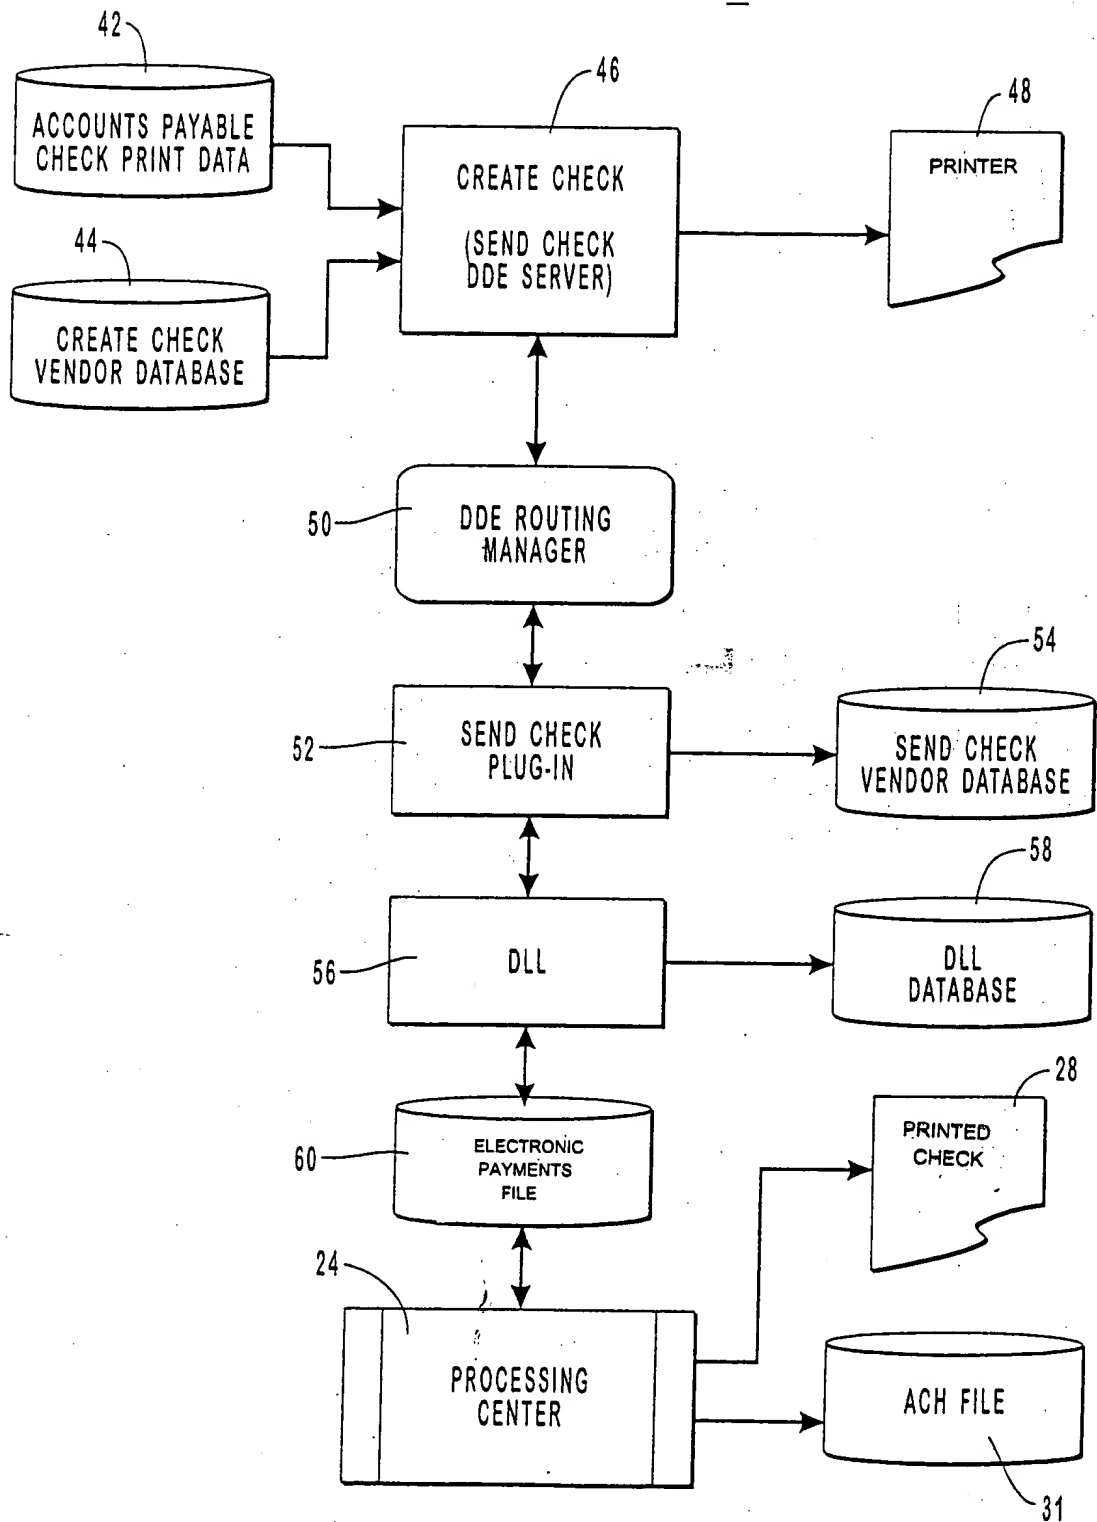 42
ACCOUNTS PAYABLE
CHECK PRINT DATA
46
CREATE CHECK
(SEND CHECK
DDE SERVER)
48
PRINTER
44
CREATE CHECK
VENDOR DATABASE
50
DDE ROUTING
MANAGER
52
SEND CHECK
PLUG-IN
54
SEND CHECK
VENDOR DATABASE
56
DLL
58
DLL
DATABASE
60
ELECTRONIC
PAYMENTS
FILE
28
PRINTED
CHECK
24
PROCESSING
CENTER
ACH FILE
31